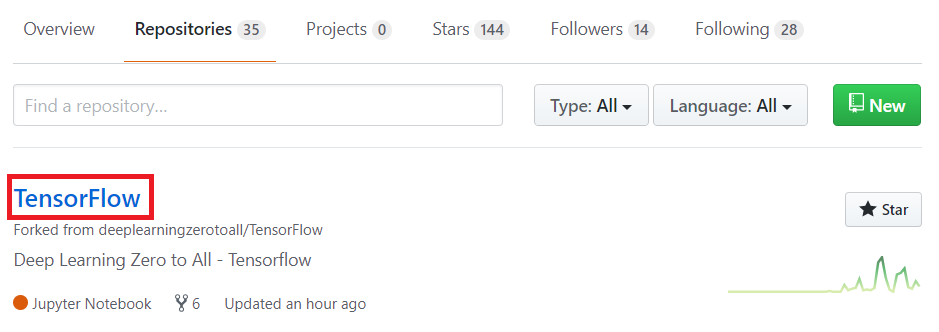 Overview Repositories 35 Projects 0 Stars 144 Followers 14 Following 28
Find a repository... Type: All Language: All New
TensorFlow
Star
Forked from deeplearningzerotoall/TensorFlow
Deep Learning Zero to All - Tensorflow
Jupyter Notebook 6 Updated an hour ago